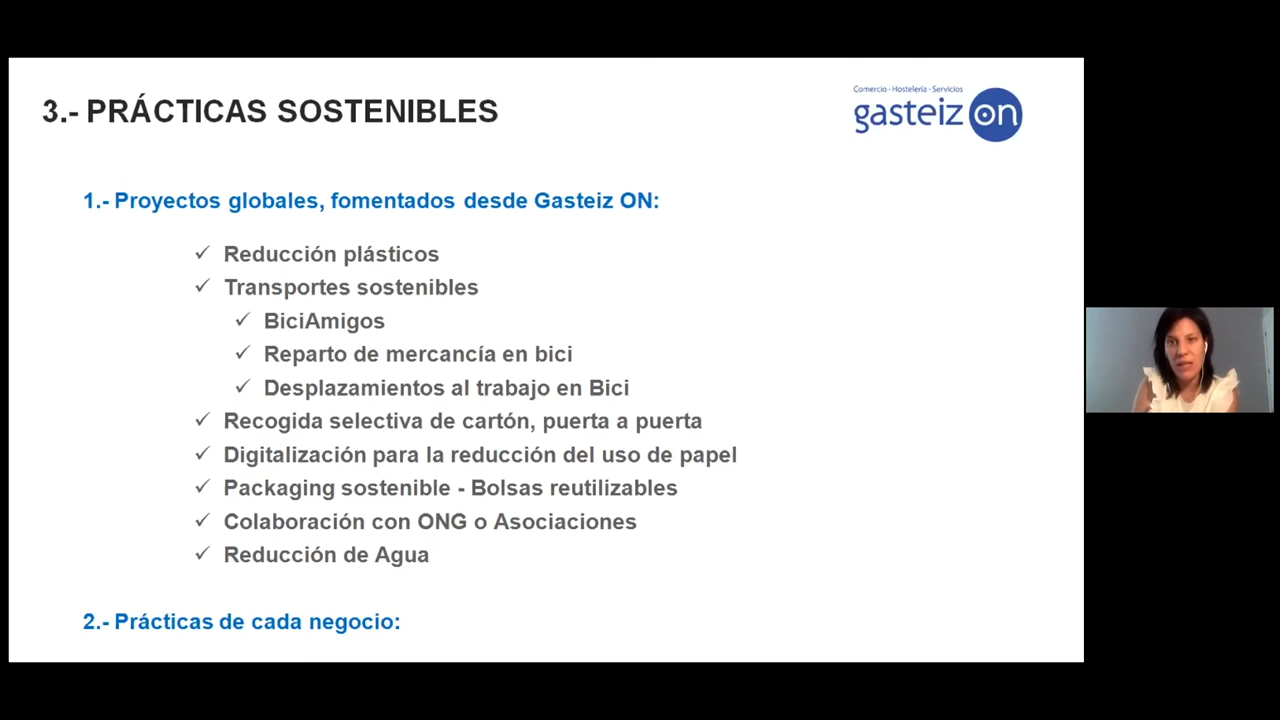 3.- PRÁCTICAS SOSTENIBLES
Comercio - Hostelería - Servicios
gasteiz on
1.- Proyectos globales, fomentados desde Gasteiz ON:
✓ Reducción plásticos
✓ Transportes sostenibles
✓ BiciAmigos
✓ Reparto de mercancía en bici
✓ Desplazamientos al trabajo en Bici
✓ Recogida selectiva de cartón, puerta a puerta
✓ Digitalización para la reducción del uso de papel
✓ Packaging sostenible - Bolsas reutilizables
✓ Colaboración con ONG o Asociaciones
✓ Reducción de Agua
2.- Prácticas de cada negocio: